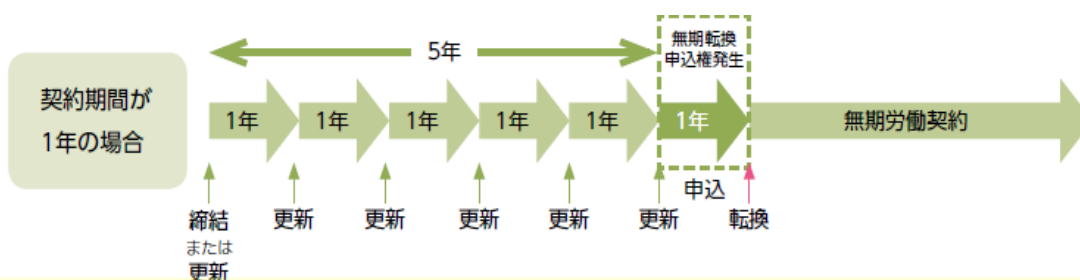 契約期間が
1年の場合
5年
無期転換
申込権発生
1年
1年
1年
1年
1年
1年
無期労働契約
締結
または
更新
更新
更新
更新
更新
更新
申込
転換